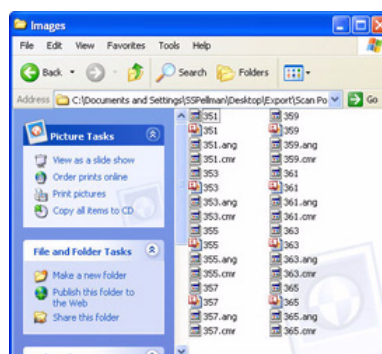 Images
File Edit View Favorites Tools Help
Back Search Folders
Address C:\Documents and Settings\SSPellman\Desktop\Export\Scan Po Go
Picture Tasks
View as a slide show
Order prints online
Print pictures
Copy all items to CD
File and Folder Tasks
Make a new folder
Publish this folder to
the Web
Share this folder
351
351
351.ang
351.cmr
353
353
353.ang
353.cmr
355
355
355.ang
355.cmr
357
357
357.ang
357.cmr
359
359
359.ang
359.cmr
361
361
361.ang
361.cmr
363
363
363.ang
363.cmr
365
365
365.ang
365.cmr